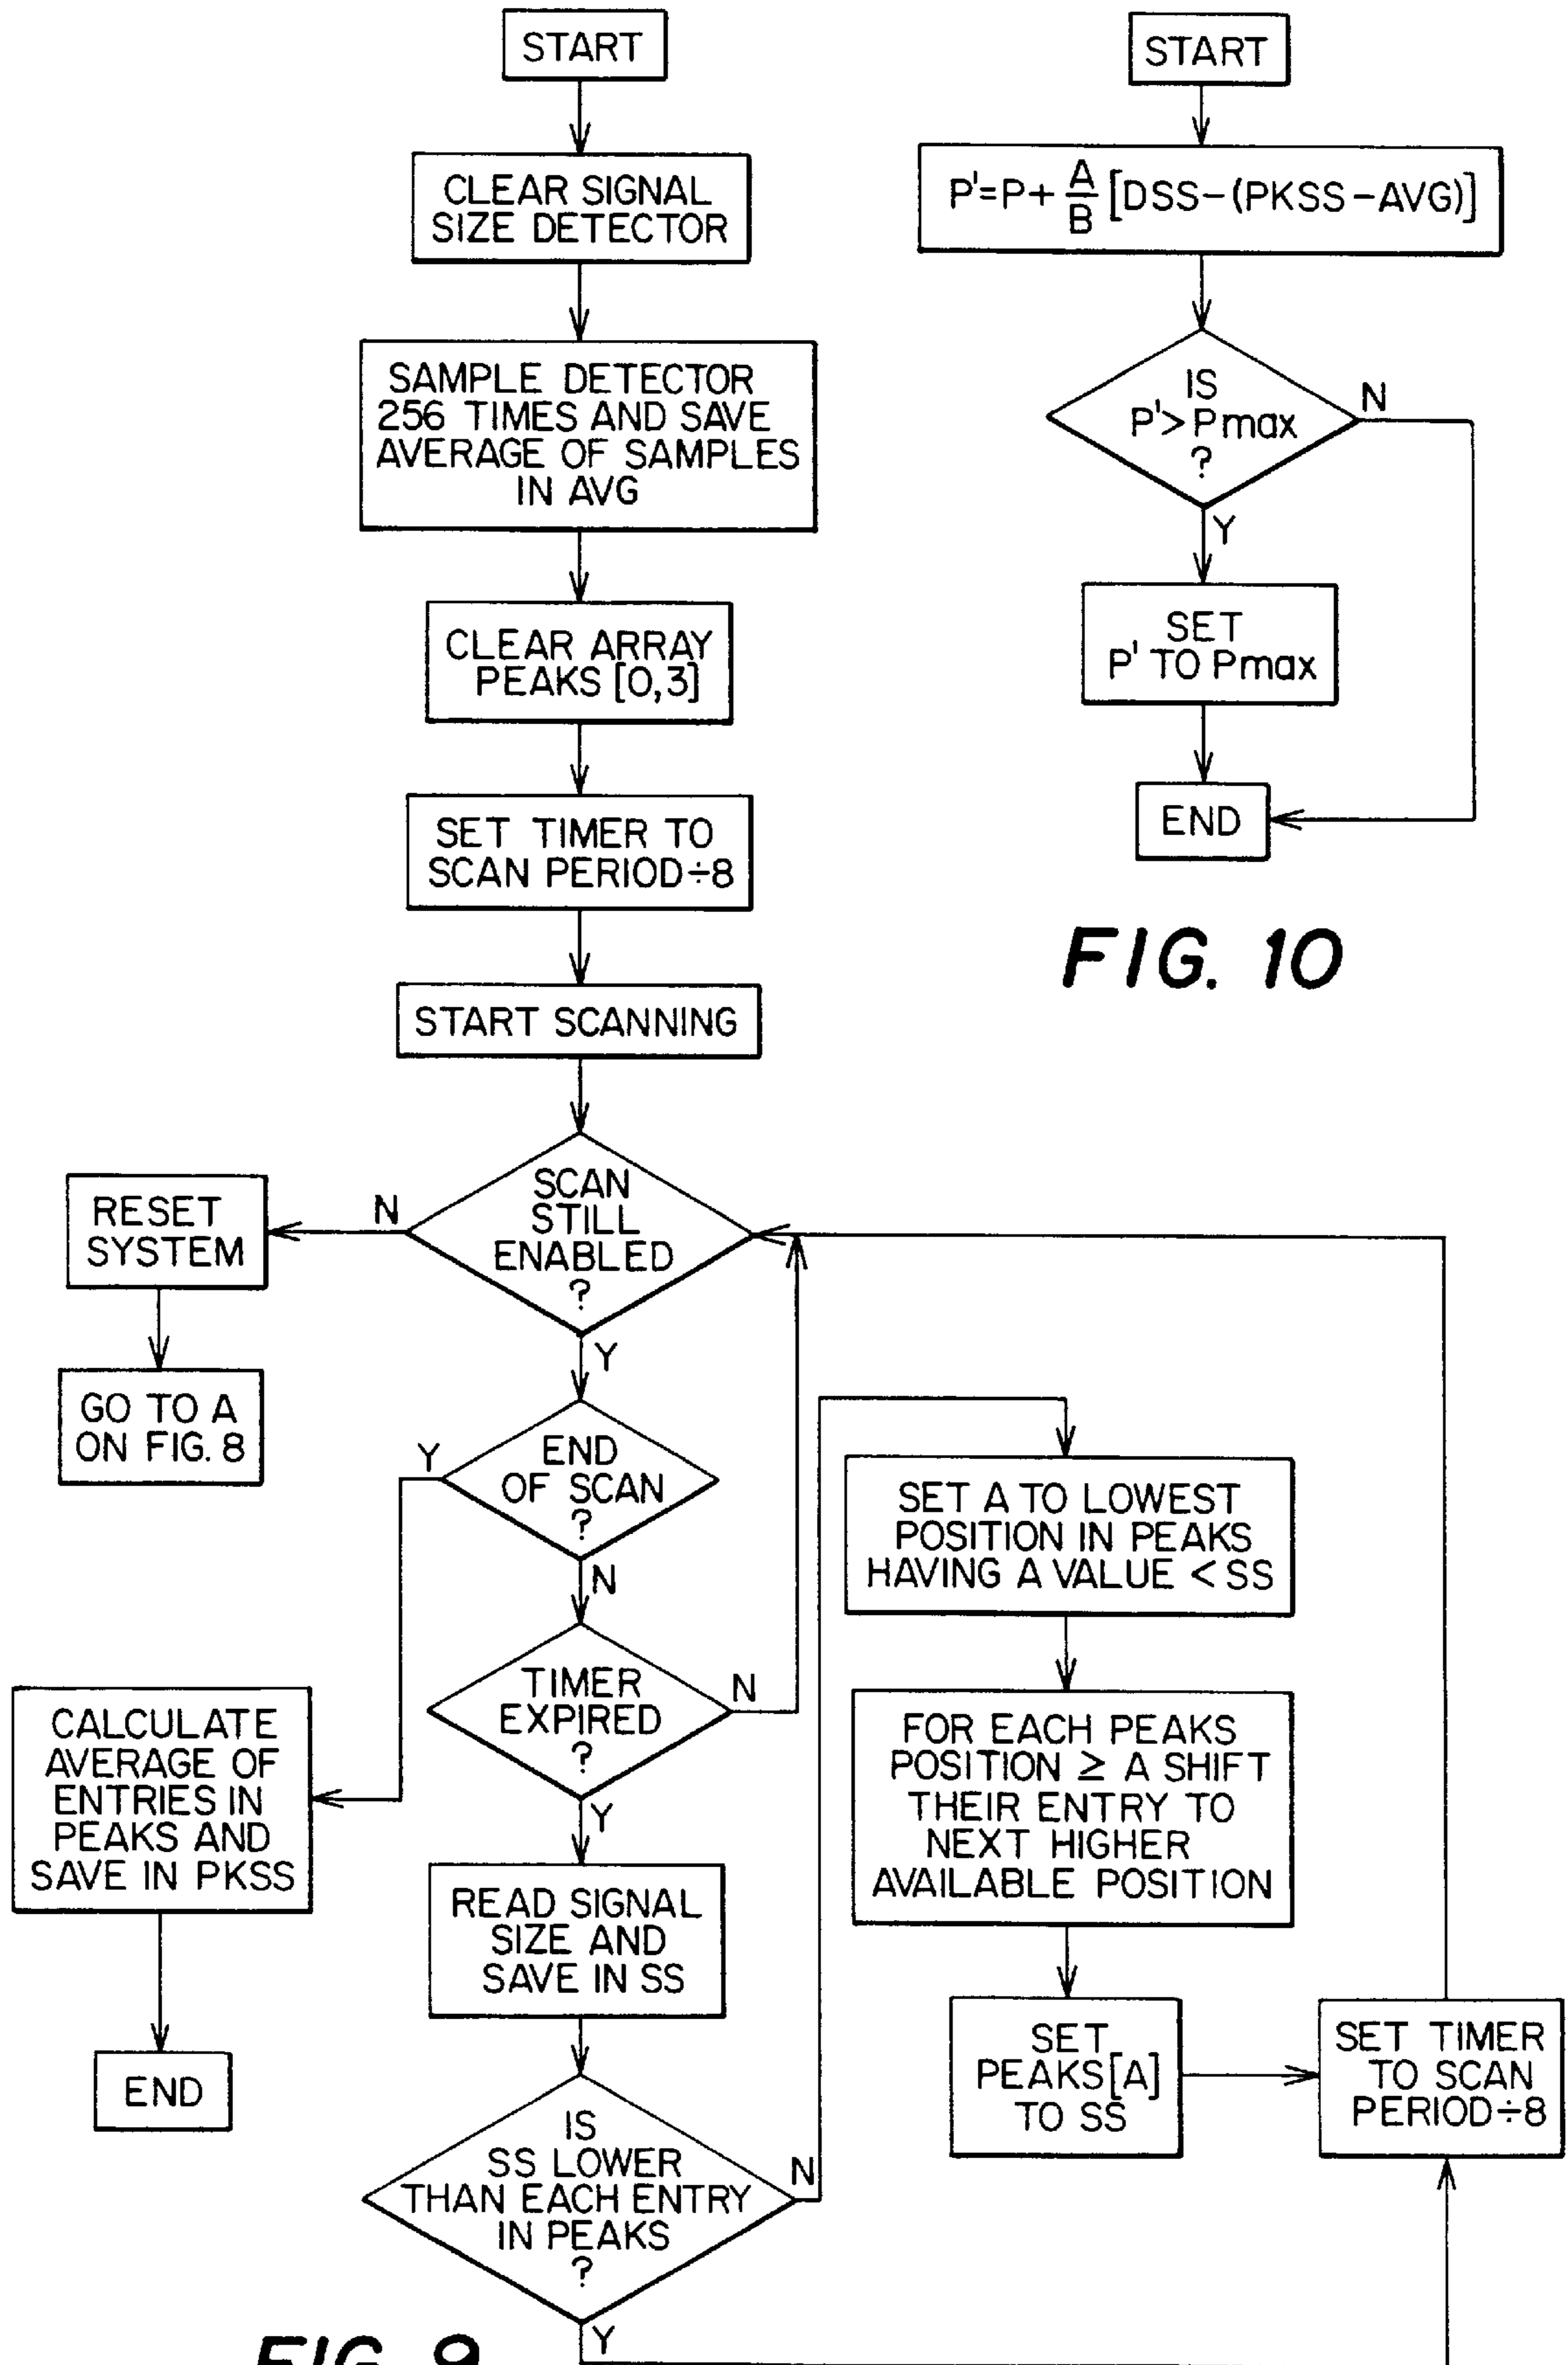 START
CLEAR SIGNAL
SIZE DETECTOR
SAMPLE DETECTOR
256 TIMES AND SAVE
AVERAGE OF SAMPLES
IN AVG
CLEAR ARRAY
PEAKS [0,3]
SET TIMER TO
SCAN PERIOD÷8
START SCANNING
SCAN
STILL
ENABLED
?
N
RESET
SYSTEM
GO TO A
ON FIG. 8
Y
END
OF SCAN
?
Y
CALCULATE
AVERAGE OF
ENTRIES IN
PEAKS AND
SAVE IN PKSS
END
N
TIMER
EXPIRED
?
N
Y
READ SIGNAL
SIZE AND
SAVE IN SS
IS
SS LOWER
THAN EACH ENTRY
IN PEAKS
?
N
Y
SET A TO LOWEST
POSITION IN PEAKS
HAVING A VALUE < SS
FOR EACH PEAKS
POSITION ≥ A SHIFT
THEIR ENTRY TO
NEXT HIGHER
AVAILABLE POSITION
SET
PEAKS[A]
TO SS
SET TIMER
TO SCAN
PERIOD÷8
FIG. 9
START
P'=P+ A/B [DSS-(PKSS-AVG)]
IS
P'> Pmax
?
N
Y
SET
P' TO Pmax
END
FIG. 10